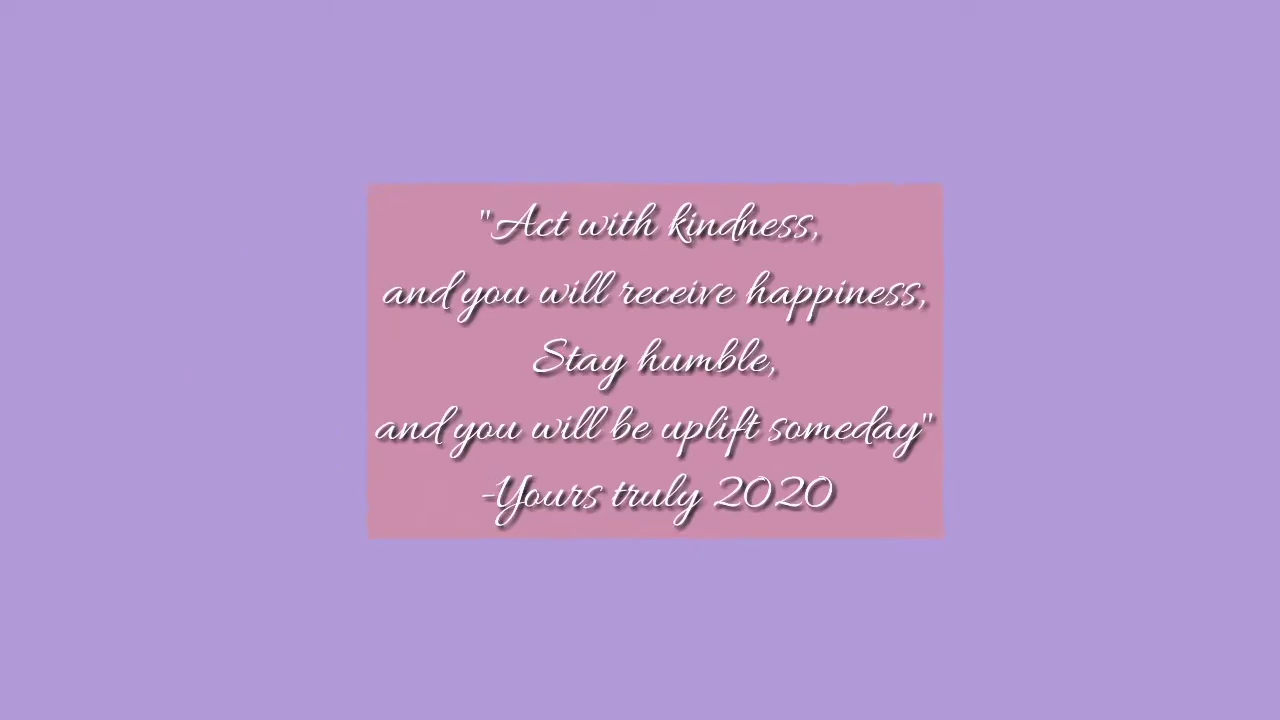 "Act with kindness,
and you will receive happiness,
Stay humble,
and you will be uplift someday"
-Yours truly 2020